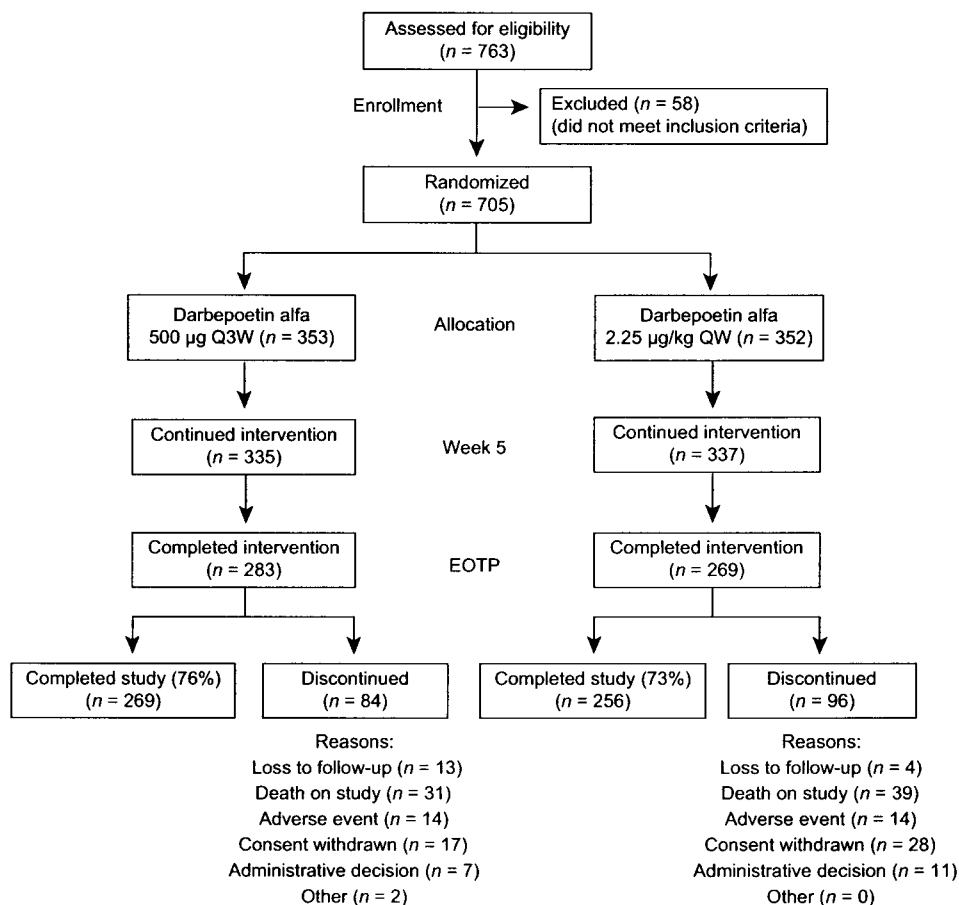 Assessed for eligibility
(n = 763)
Enrollment
Excluded (n = 58)
(did not meet inclusion criteria)
Randomized
(n = 705)
Darbepoetin alfa
500 µg Q3W (n = 353)
Allocation
Darbepoetin alfa
2.25 µg/kg QW (n = 352)
Continued intervention
(n = 335)
Week 5
Continued intervention
(n = 337)
Completed intervention
(n = 283)
EOTP
Completed intervention
(n = 269)
Completed study (76%)
(n = 269)
Discontinued
(n = 84)
Completed study (73%)
(n = 256)
Discontinued
(n = 96)
Reasons:
Loss to follow-up (n = 13)
Death on study (n = 31)
Adverse event (n = 14)
Consent withdrawn (n = 17)
Administrative decision (n = 7)
Other (n = 2)
Reasons:
Loss to follow-up (n = 4)
Death on study (n = 39)
Adverse event (n = 14)
Consent withdrawn (n = 28)
Administrative decision (n = 11)
Other (n = 0)